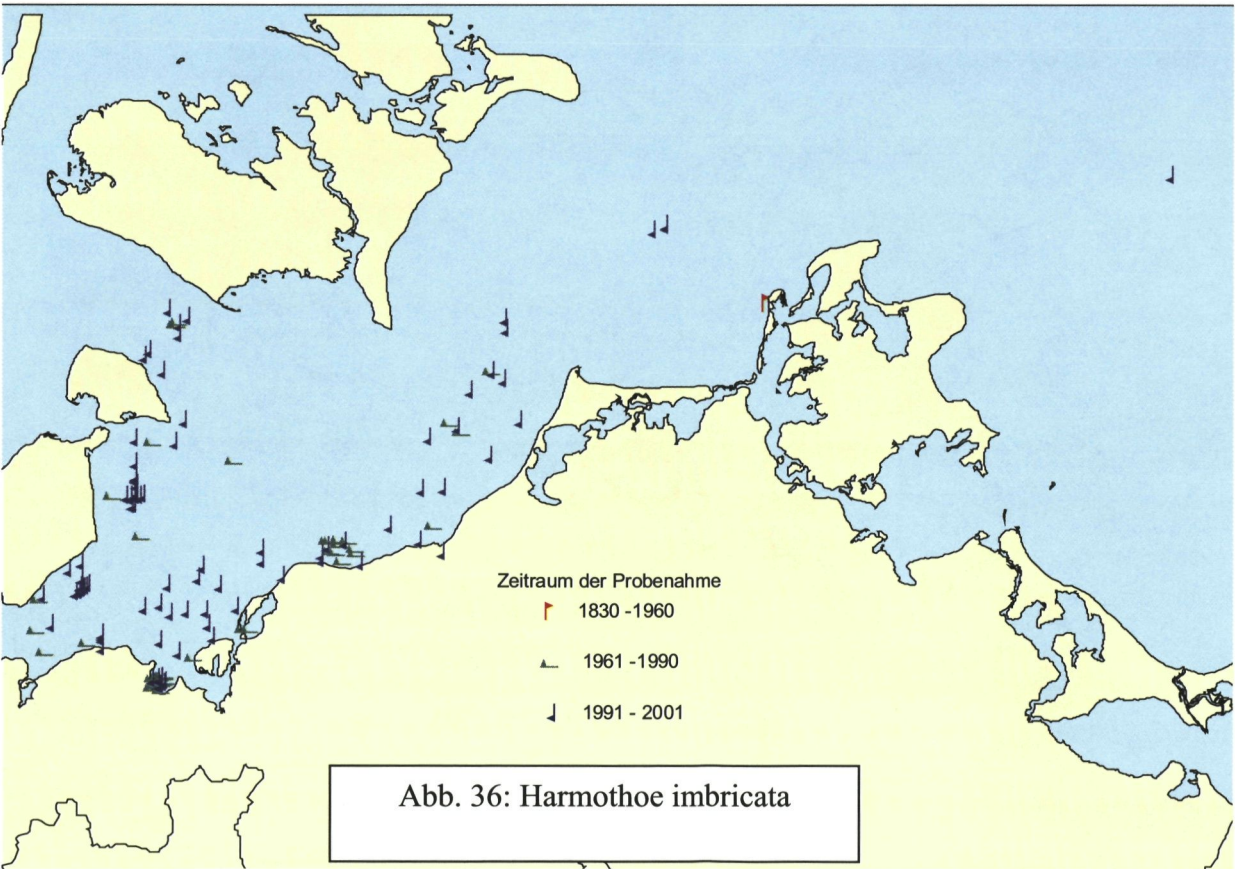 Zeitraum der Probenahme
1830 -1960
1961 -1990
1991 - 2001
Abb. 36: Harmothoe imbricata